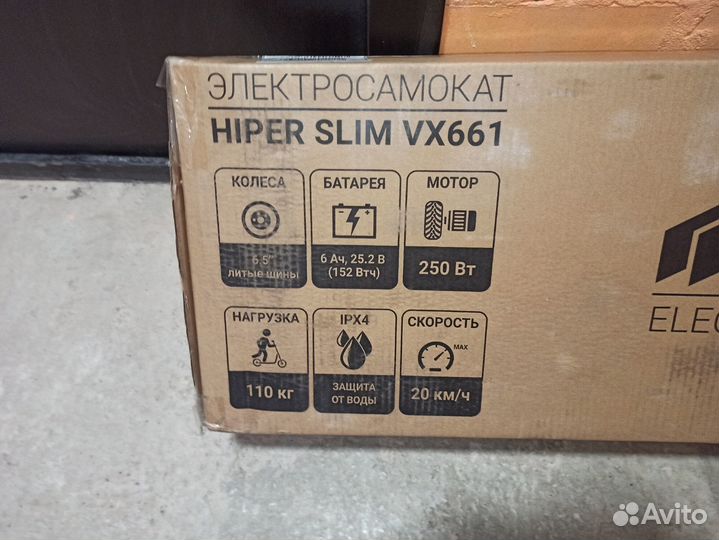 ЭЛЕКТРОСАМОКАТ
HIPER SLIM VX661
КОЛЕСА
6.5"
литые шины
БАТАРЕЯ
6 Ач, 25.2 В
(152 Втч)
МОТОР
250 Вт
НАГРУЗКА
110 кг
IPX4
ЗАЩИТА
ОТ ВОДЫ
СКОРОСТЬ
MAX
20 км/ч
ELEC
Avito